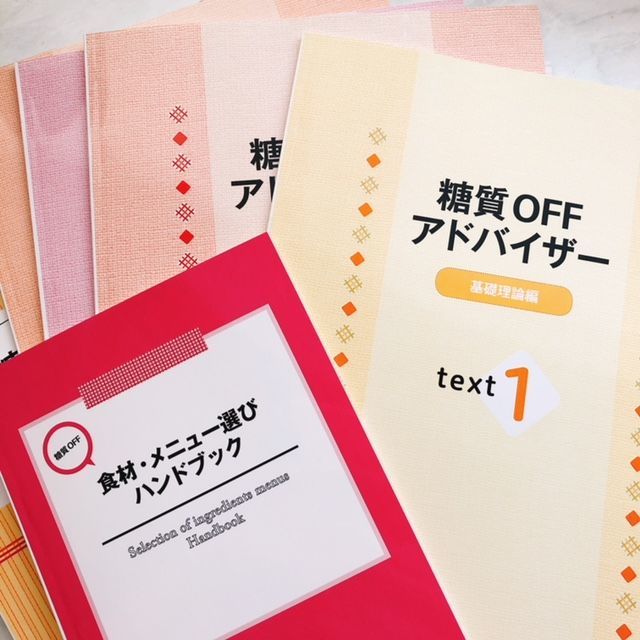 糖質OFF
アドバイザー
基礎理論編
text 1
糖
ア
糖質OFF
食材・メニュー選び
ハンドブック
Selection of ingredients menus
Handbook